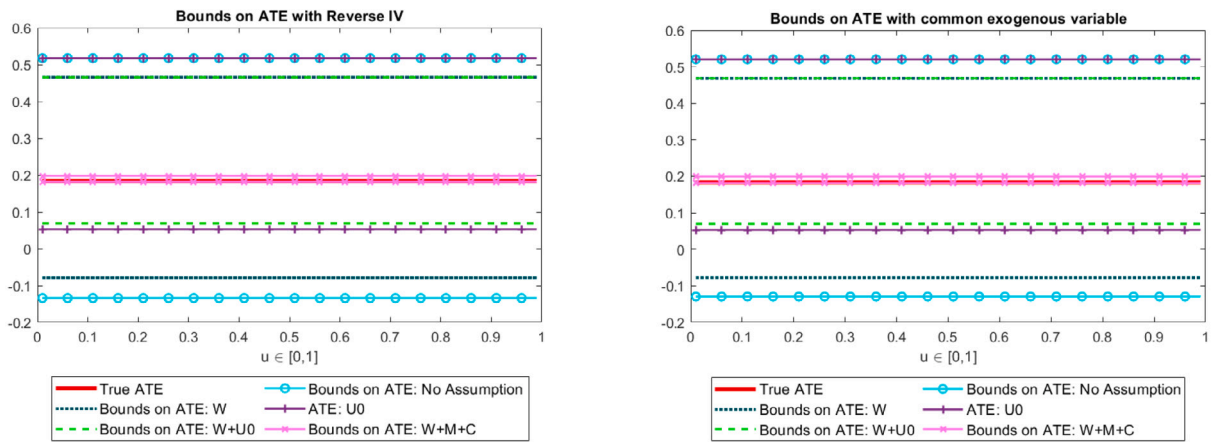 Bounds on ATE with Reverse IV
0.6
0.5
0.4
0.3
0.2
0.1
0
-0.1
-0.2
0 0.1 0.2 0.3 0.4 0.5 0.6 0.7 0.8 0.9 1
u ∈ [0,1]
True ATE
Bounds on ATE: No Assumption
Bounds on ATE: W
ATE: U0
Bounds on ATE: W+U0
Bounds on ATE: W+M+C
Bounds on ATE with common exogenous variable
0.6
0.5
0.4
0.3
0.2
0.1
0
-0.1
-0.2
0 0.1 0.2 0.3 0.4 0.5 0.6 0.7 0.8 0.9 1
u ∈ [0,1]
True ATE
Bounds on ATE: No Assumption
Bounds on ATE: W
ATE: U0
Bounds on ATE: W+U0
Bounds on ATE: W+M+C